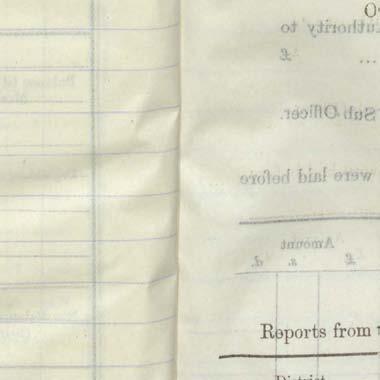 O
uthority to
£
...
Sub Officer.
were laid before
Amount
£ s. d.
Reports from t
District